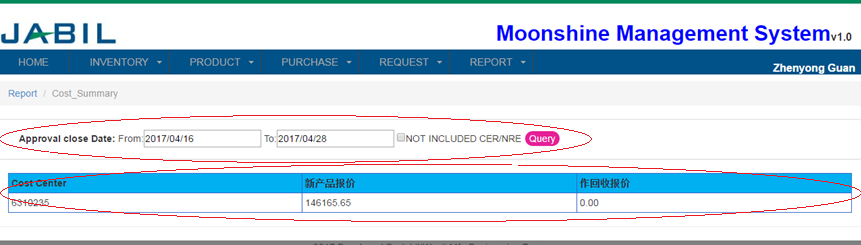 JABIL
Moonshine Management Systemv1.0
HOME INVENTORY PRODUCT PURCHASE REQUEST REPORT
Zhenyong Guan
Report / Cost_Summary
Approval close Date: From: 2017/04/16 To: 2017/04/28 NOT INCLUDED CER/NRE Query
Cost Center 新产品报价 作回收报价
6310235 146165.65 0.00